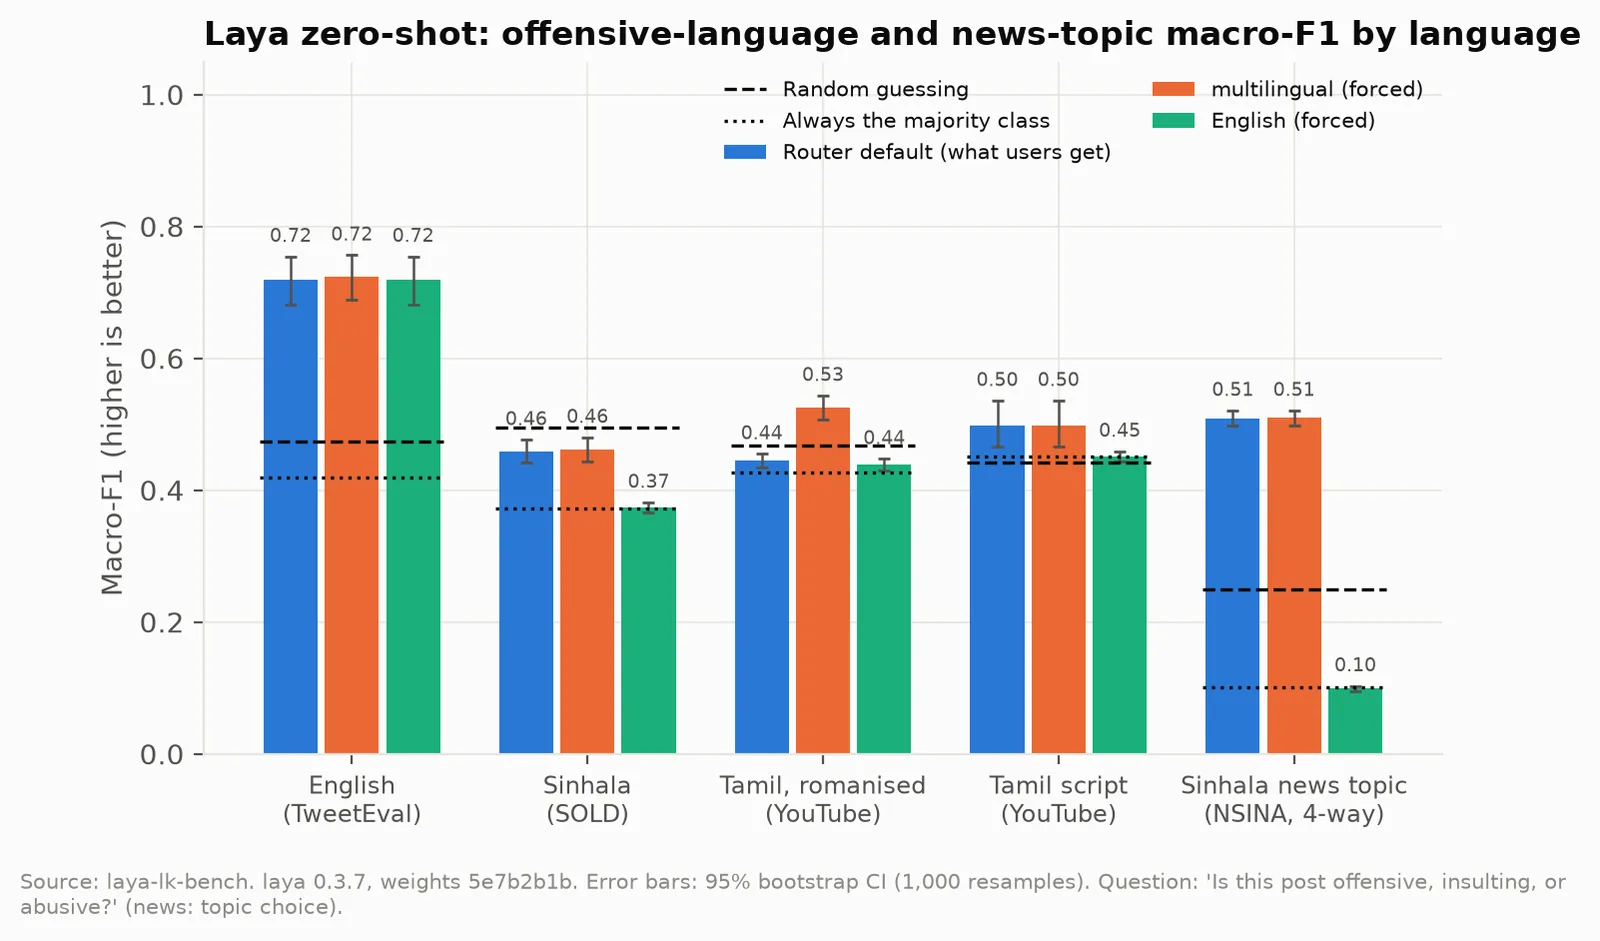 Laya zero-shot: offensive-language and news-topic macro-F1 by language
Random guessing
Always the majority class
Router default (what users get)
multilingual (forced)
English (forced)
Macro-F1 (higher is better)
1.0
0.8
0.6
0.4
0.2
0.0
0.72 0.72 0.72
0.46 0.46 0.37
0.44 0.53 0.44
0.50 0.50 0.45
0.51 0.51 0.10
English
(TweetEval)
Sinhala
(SOLD)
Tamil, romanised
(YouTube)
Tamil script
(YouTube)
Sinhala news topic
(NSINA, 4-way)
Source: laya-lk-bench. laya 0.3.7, weights 5e7b2b1b. Error bars: 95% bootstrap CI (1,000 resamples). Question: 'Is this post offensive, insulting, or
abusive?' (news: topic choice).